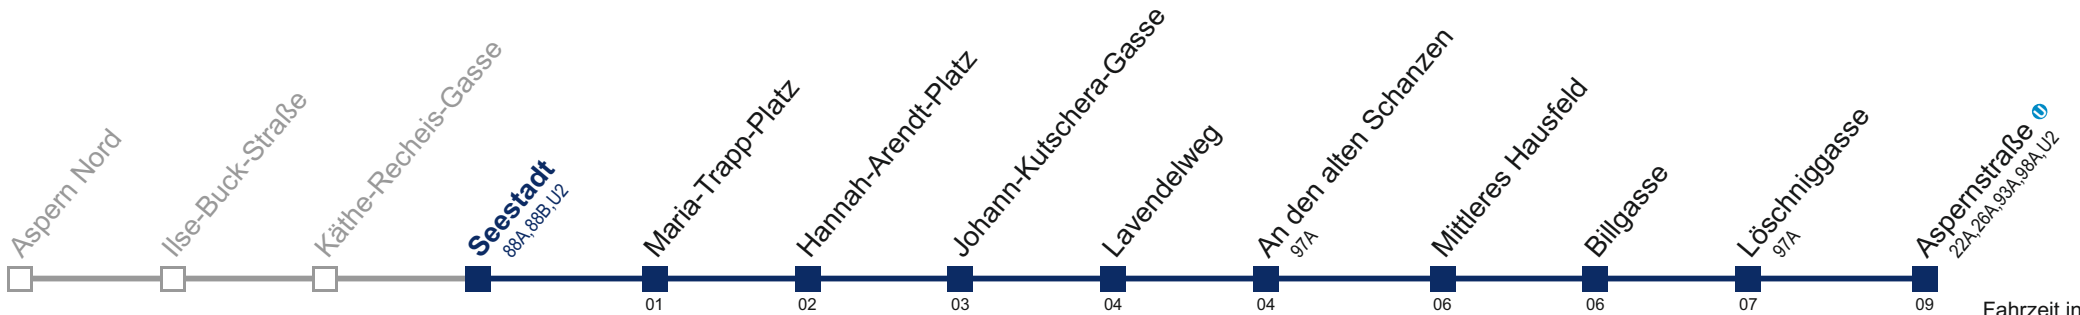 Aspern Nord
Ilse-Buck-Straße
Käthe-Recheis-Gasse
Seestadt
88A,88B,U2
Maria-Trapp-Platz
Hannah-Arendt-Platz
Johann-Kutschera-Gasse
Lavendelweg
An den alten Schanzen
97A
Mittleres Hausfeld
Billgasse
Löschniggasse
97A
Aspernstraße U
22A,26A,93A,98A,U2
01 02 03 04 04 06 06 07 09
Fahrzeit in